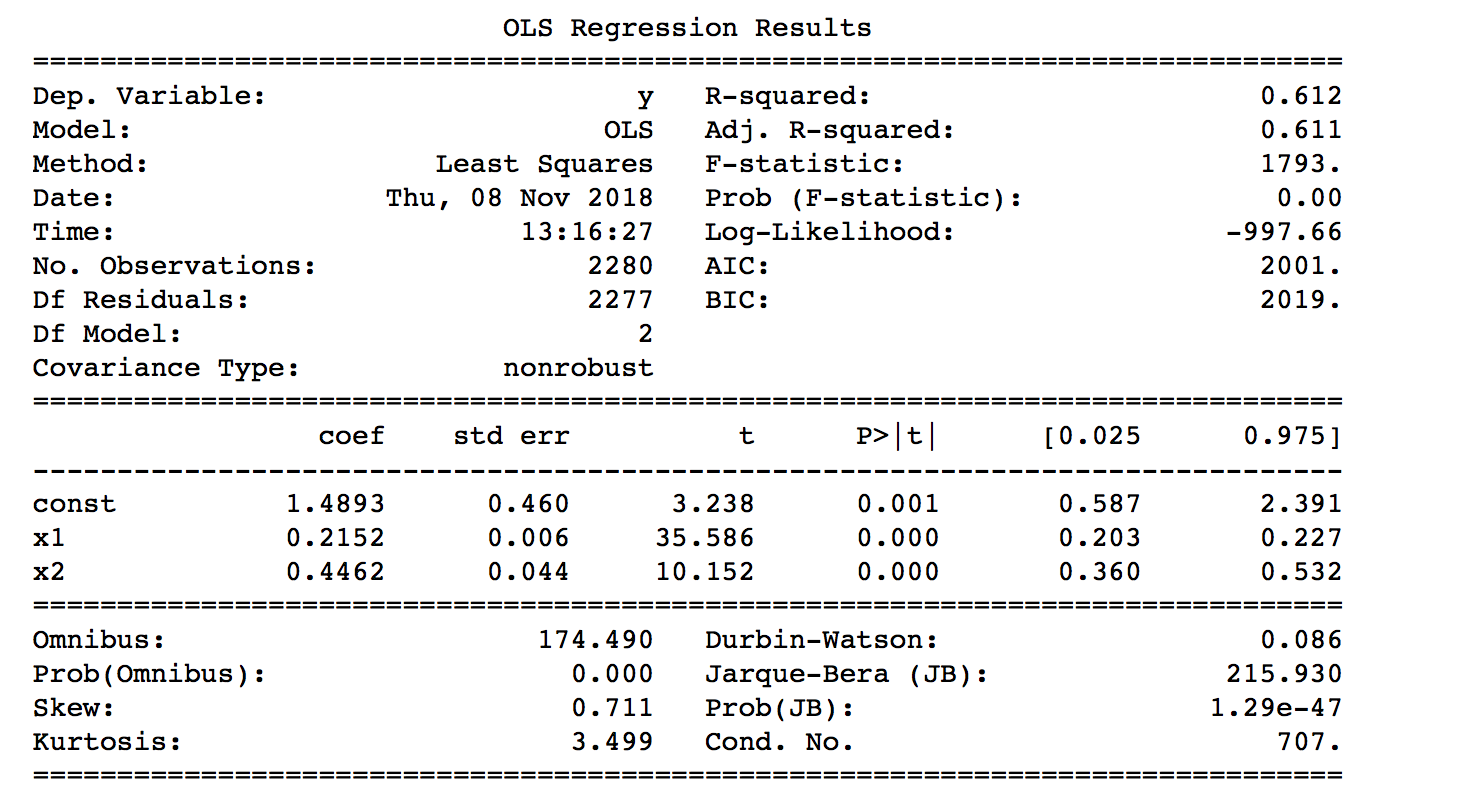 OLS Regression Results
==============================================================================
Dep. Variable:                      y   R-squared:                       0.612
Model:                            OLS   Adj. R-squared:                  0.611
Method:                 Least Squares   F-statistic:                     1793.
Date:                Thu, 08 Nov 2018   Prob (F-statistic):               0.00
Time:                        13:16:27   Log-Likelihood:                -997.66
No. Observations:                2280   AIC:                             2001.
Df Residuals:                    2277   BIC:                             2019.
Df Model:                           2
Covariance Type:            nonrobust
==============================================================================
                 coef    std err          t      P>|t|      [0.025      0.975]
------------------------------------------------------------------------------
const          1.4893      0.460      3.238      0.001       0.587       2.391
x1             0.2152      0.006     35.586      0.000       0.203       0.227
x2             0.4462      0.044     10.152      0.000       0.360       0.532
==============================================================================
Omnibus:                      174.490   Durbin-Watson:                   0.086
Prob(Omnibus):                  0.000   Jarque-Bera (JB):              215.930
Skew:                           0.711   Prob(JB):                     1.29e-47
Kurtosis:                       3.499   Cond. No.                         707.
==============================================================================